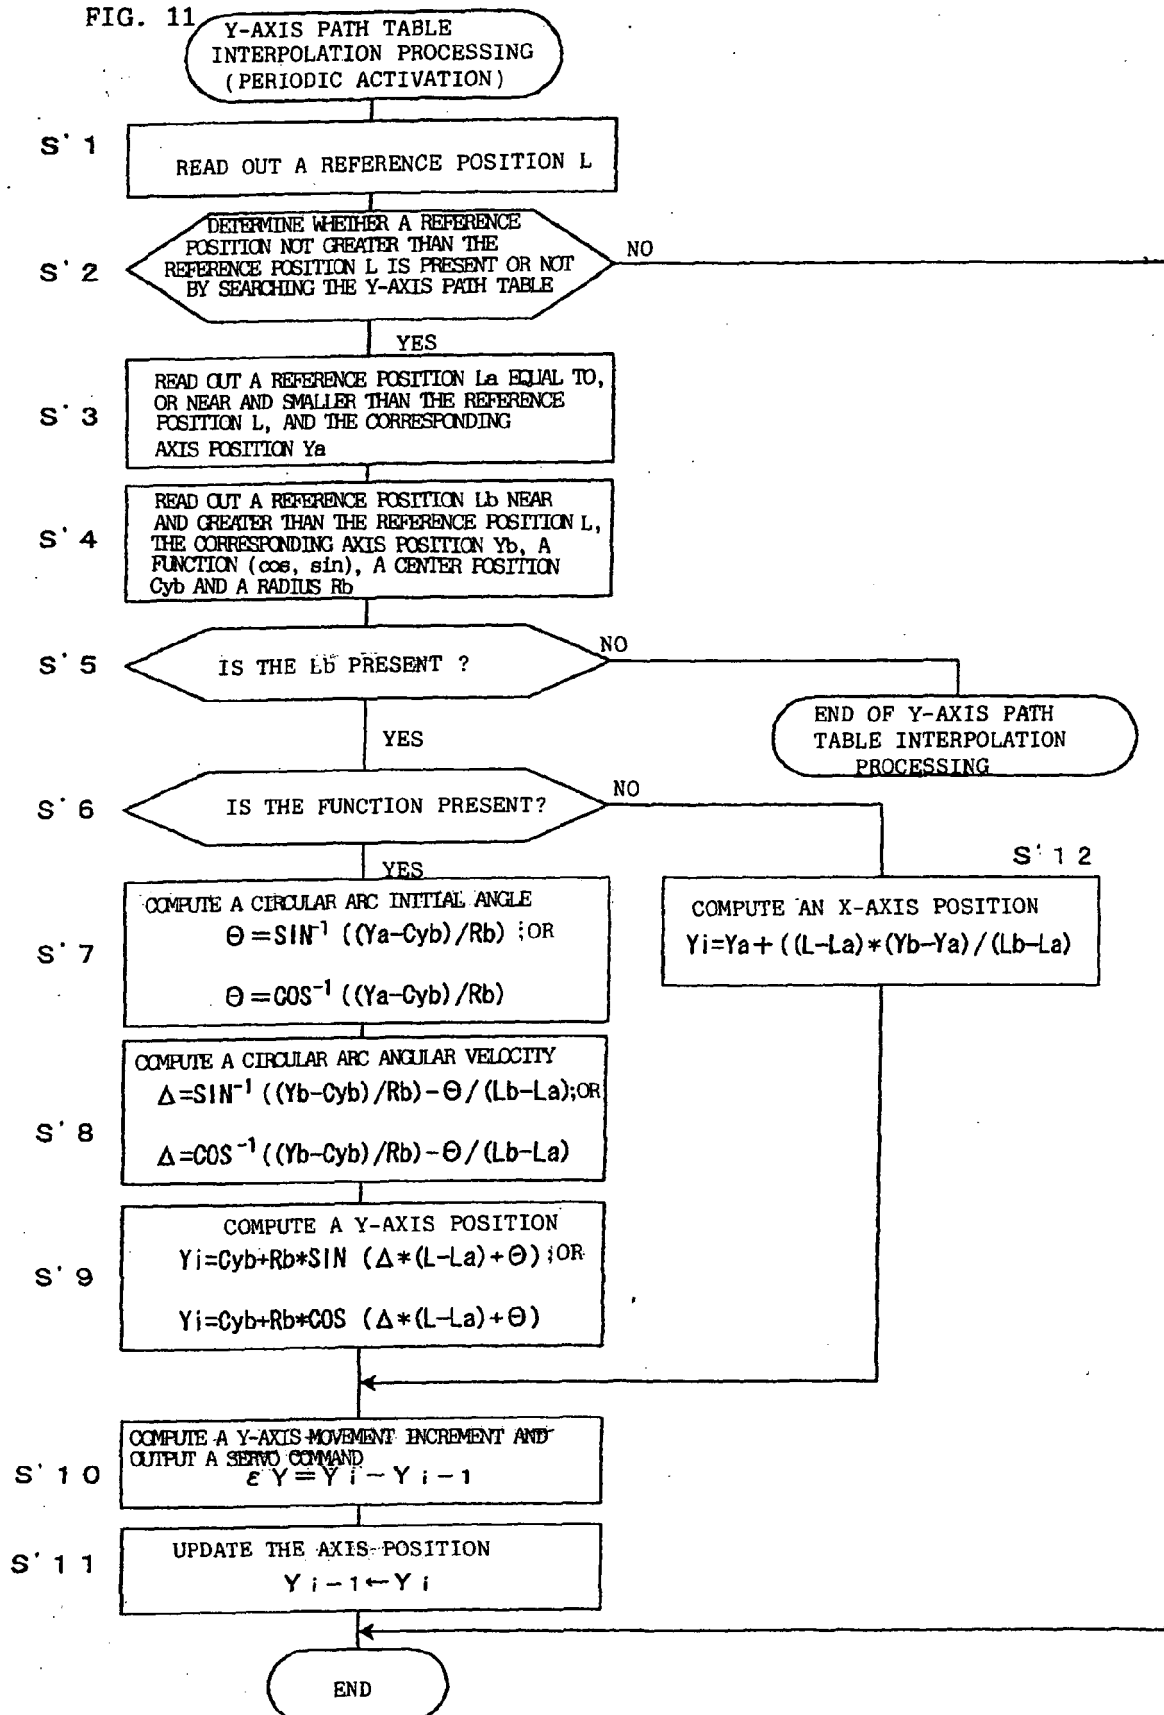 FIG. 11
Y-AXIS PATH TABLE
INTERPOLATION PROCESSING
(PERIODIC ACTIVATION)
S'1
READ OUT A REFERENCE POSITION L
S'2
DETERMINE WHETHER A REFERENCE
POSITION NOT GREATER THAN THE
REFERENCE POSITION L IS PRESENT OR NOT
BY SEARCHING THE Y-AXIS PATH TABLE
NO
YES
S'3
READ OUT A REFERENCE POSITION La EQUAL TO,
OR NEAR AND SMALLER THAN THE REFERENCE
POSITION L, AND THE CORRESPONDING
AXIS POSITION Ya
S'4
READ OUT A REFERENCE POSITION Lb NEAR
AND GREATER THAN THE REFERENCE POSITION L,
THE CORRESPONDING AXIS POSITION Yb, A
FUNCTION (cos, sin), A CENTER POSITION
Cyb AND A RADIUS Rb
S'5
IS THE Lb PRESENT ?
NO
END OF Y-AXIS PATH
TABLE INTERPOLATION
PROCESSING
YES
S'6
IS THE FUNCTION PRESENT?
NO
YES
S'12
COMPUTE AN X-AXIS POSITION
Yi=Ya+((L-La)*(Yb-Ya)/(Lb-La)
S'7
COMPUTE A CIRCULAR ARC INITIAL ANGLE
Θ=SIN⁻¹((Ya-Cyb)/Rb);OR
Θ=COS⁻¹((Ya-Cyb)/Rb)
S'8
COMPUTE A CIRCULAR ARC ANGULAR VELOCITY
Δ=SIN⁻¹((Yb-Cyb)/Rb)-Θ/(Lb-La);OR
Δ=COS⁻¹((Yb-Cyb)/Rb)-Θ/(Lb-La)
S'9
COMPUTE A Y-AXIS POSITION
Yi=Cyb+Rb*SIN (Δ*(L-La)+Θ);OR
Yi=Cyb+Rb*COS (Δ*(L-La)+Θ)
S'10
COMPUTE A Y-AXIS MOVEMENT INCREMENT AND
OUTPUT A SERVO COMMAND
εY=Yi-Yi-1
S'11
UPDATE THE AXIS POSITION
Yi-1←Yi
END